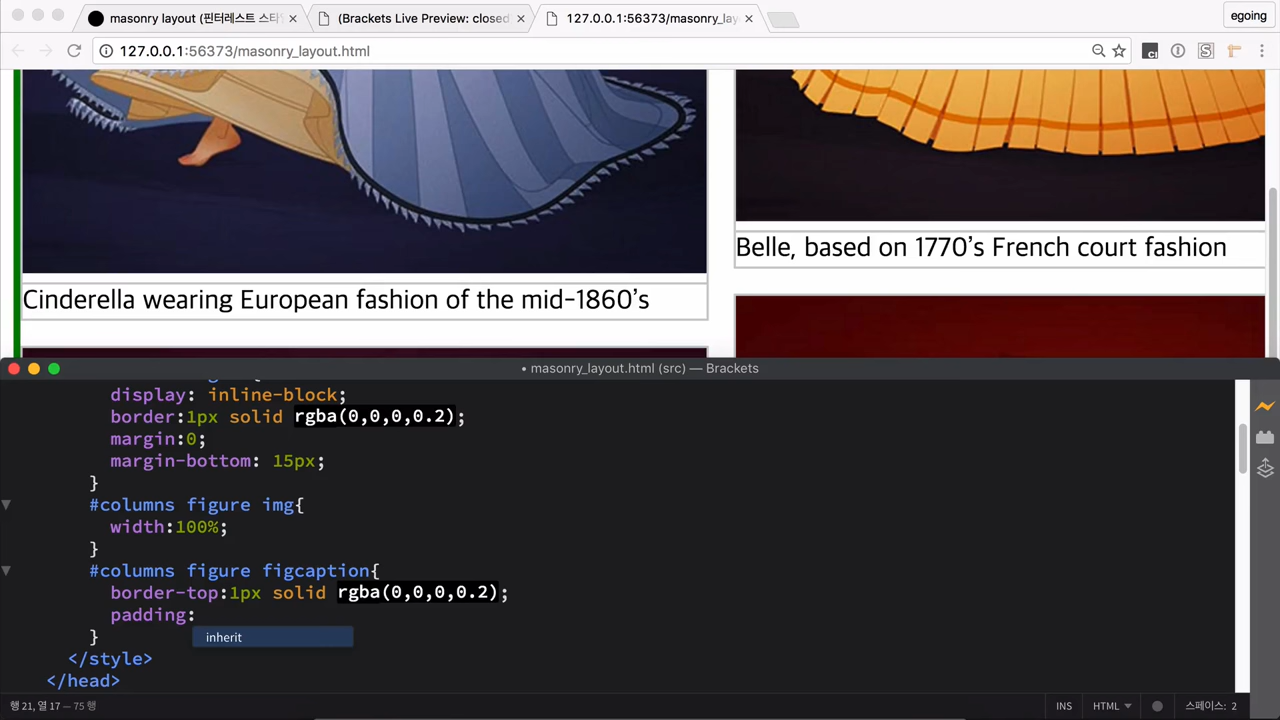 masonry layout (핀터레스트 스타일
(Brackets Live Preview: closed
127.0.0.1:56373/masonry_lay
egoing
127.0.0.1:56373/masonry_layout.html
Belle, based on 1770's French court fashion
Cinderella wearing European fashion of the mid-1860's
• masonry_layout.html (src) — Brackets
display: inline-block;
border:1px solid rgba(0,0,0,0.2);
margin:0;
margin-bottom: 15px;
}
#columns figure img{
width:100%;
}
#columns figure figcaption{
border-top:1px solid rgba(0,0,0,0.2);
padding:
}
inherit
</style>
</head>
행 21, 열 17 — 75 행
INS
HTML
스페이스: 2